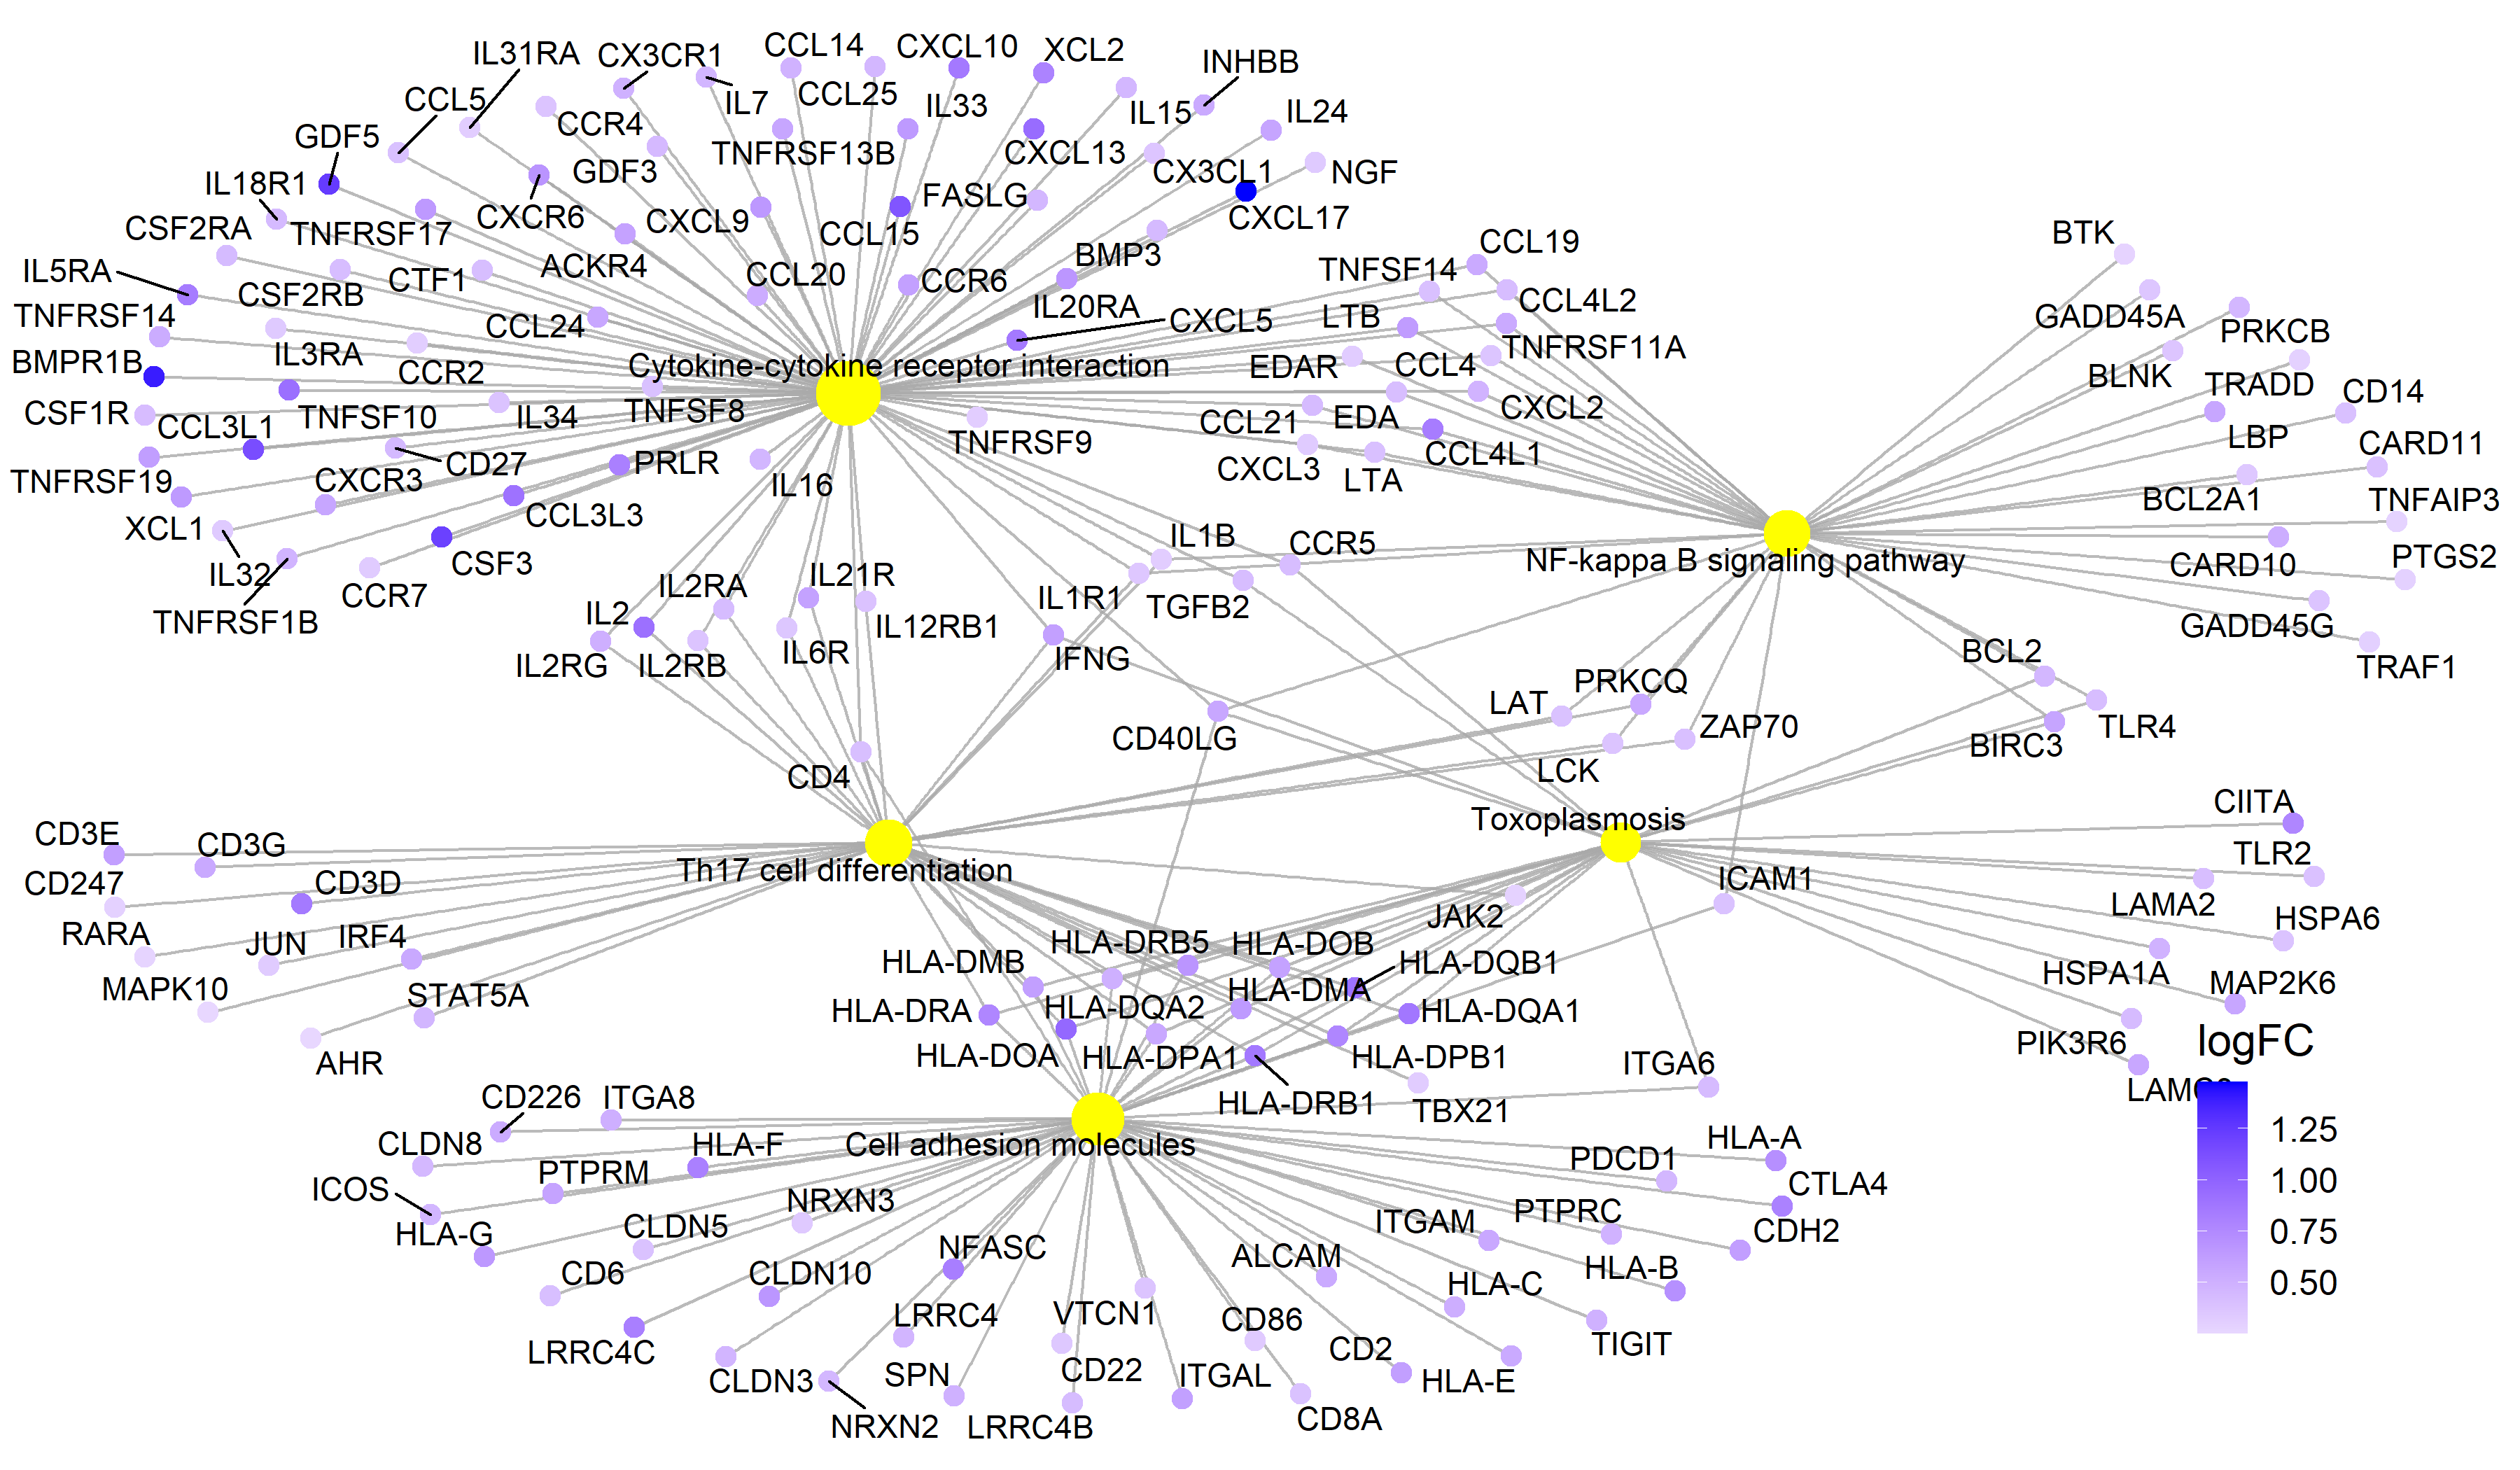 IL31RA
CX3CR1
CCL14
CXCL10
XCL2
INHBB
CCL5
IL7
CCL25
IL33
IL15
IL24
GDF5
CCR4
TNFRSF13B
CXCL13
IL18R1
GDF3
CX3CL1
NGF
CSF2RA
TNFRSF17
CXCR6
CXCL9
FASLG
CXCL17
CCL15
BTK
IL5RA
CSF2RB
CTF1
ACKR4
CCL20
CCR6
BMP3
CCL19
TNFSF14
CCL4L2
TNFRSF14
CCL24
IL20RA
CXCL5
LTB
TNFRSF11A
GADD45A
PRKCB
BMPR1B
IL3RA
CCR2
Cytokine-cytokine receptor interaction
EDAR
CCL4
BLNK
TRADD
CD14
CSF1R
CCL3L1
TNFSF10
IL34
TNFSF8
TNFRSF9
CCL21
EDA
CXCL2
LBP
CARD11
TNFRSF19
CXCR3
CD27
PRLR
IL16
CXCL3
LTA
CCL4L1
BCL2A1
TNFAIP3
XCL1
CCL3L3
IL32
CSF3
IL1B
CCR5
NF-kappa B signaling pathway
CARD10
PTGS2
TNFRSF1B
CCR7
IL2
IL2RA
IL21R
IL1R1
TGFB2
IL12RB1
GADD45G
IL2RG
IL2RB
IL6R
IFNG
BCL2
TRAF1
CD40LG
LAT
PRKCQ
ZAP70
BIRC3
TLR4
CD4
LCK
CD3E
CD3G
Toxoplasmosis
CIITA
CD247
CD3D
Th17 cell differentiation
TLR2
RARA
JUN
IRF4
JAK2
ICAM1
LAMA2
HSPA6
MAPK10
STAT5A
HLA-DMB
HLA-DRB5
HLA-DOB
HLA-DQB1
HSPA1A
MAP2K6
HLA-DRA
HLA-DQA2
HLA-DMA
HLA-DQA1
AHR
HLA-DOA
HLA-DPA1
HLA-DPB1
ITGA6
PIK3R6
HLA-DRB1
TBX21
logFC
1.25
1.00
0.75
0.50
CD226
ITGA8
CLDN8
HLA-F
Cell adhesion molecules
PDCD1
HLA-A
ICOS
PTPRM
NRXN3
CTLA4
HLA-G
CLDN5
NFASC
ITGAM
PTPRC
CDH2
CD6
CLDN10
ALCAM
HLA-C
HLA-B
LRRC4C
LRRC4
VTCN1
CD86
TIGIT
CLDN3
SPN
CD22
ITGAL
CD2
HLA-E
NRXN2
LRRC4B
CD8A